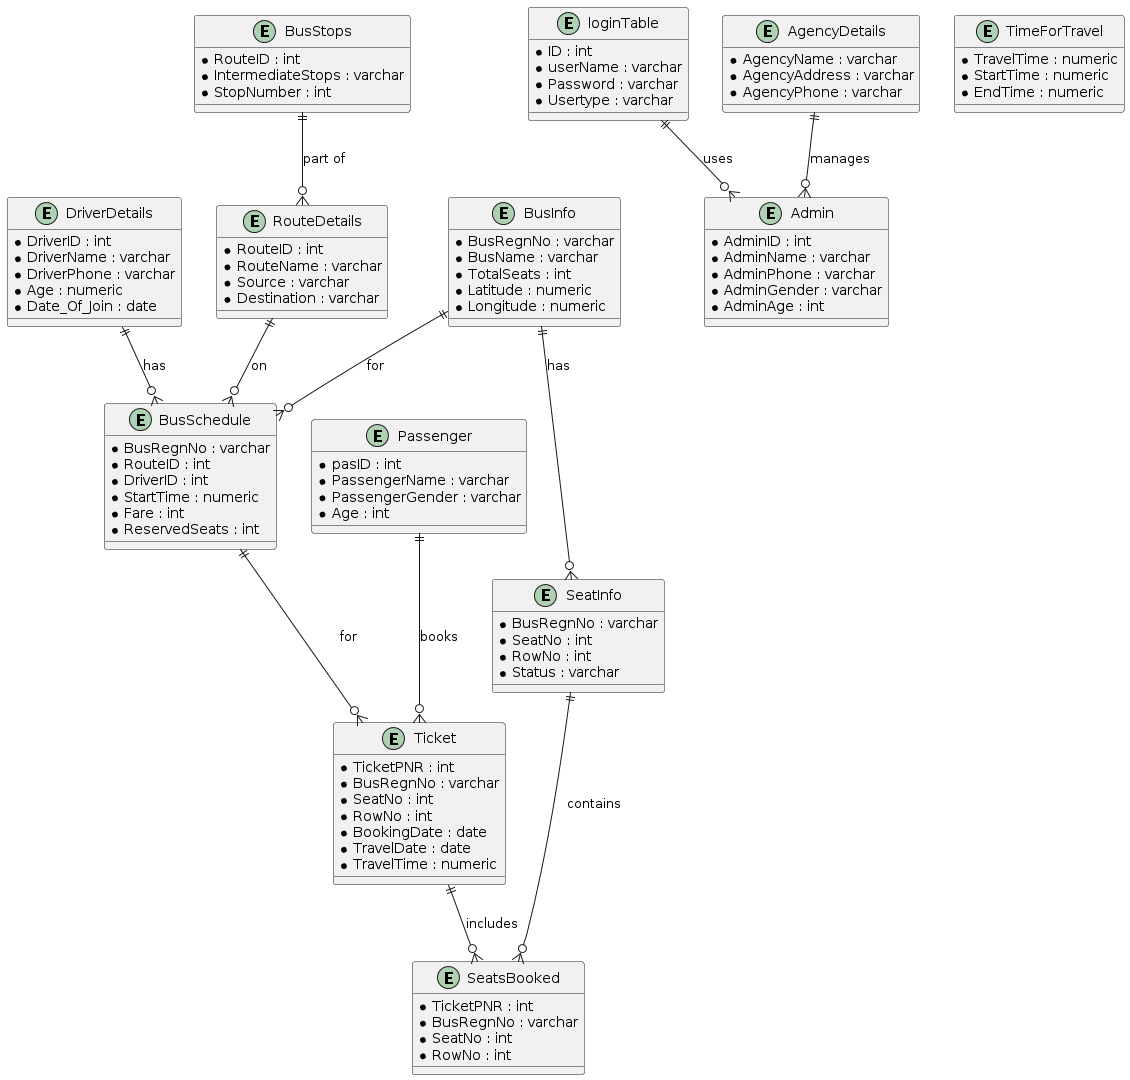 E BusStops
RouteID : int
IntermediateStops : varchar
StopNumber : int
E loginTable
ID : int
userName : varchar
Password : varchar
Usertype : varchar
E AgencyDetails
AgencyName : varchar
AgencyAddress : varchar
AgencyPhone : varchar
E TimeForTravel
TravelTime : numeric
StartTime : numeric
EndTime : numeric
part of
uses
manages
E DriverDetails
DriverID : int
DriverName : varchar
DriverPhone : varchar
Age : numeric
Date_Of_Join : date
E RouteDetails
RouteID : int
RouteName : varchar
Source : varchar
Destination : varchar
E BusInfo
BusRegnNo : varchar
BusName : varchar
TotalSeats : int
Latitude : numeric
Longitude : numeric
E Admin
AdminID : int
AdminName : varchar
AdminPhone : varchar
AdminGender : varchar
AdminAge : int
has
on
for
has
E BusSchedule
BusRegnNo : varchar
RouteID : int
DriverID : int
StartTime : numeric
Fare : int
ReservedSeats : int
E Passenger
pasID : int
PassengerName : varchar
PassengerGender : varchar
Age : int
E SeatInfo
BusRegnNo : varchar
SeatNo : int
RowNo : int
Status : varchar
for
books
E Ticket
TicketPNR : int
BusRegnNo : varchar
SeatNo : int
RowNo : int
BookingDate : date
TravelDate : date
TravelTime : numeric
contains
includes
E SeatsBooked
TicketPNR : int
BusRegnNo : varchar
SeatNo : int
RowNo : int